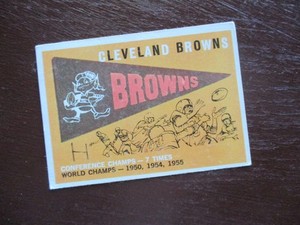 CLEVELAND BROWNS
BROWNS
CONFERENCE CHAMPS -- 7 TIMES
WORLD CHAMPS -- 1950, 1954, 1955